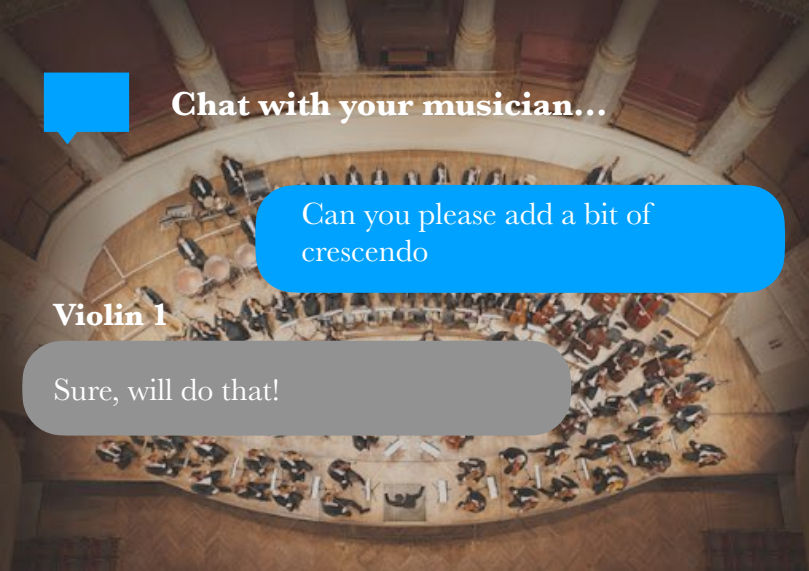 Chat with your musician...
Can you please add a bit of
crescendo
Violin 1
Sure, will do that!